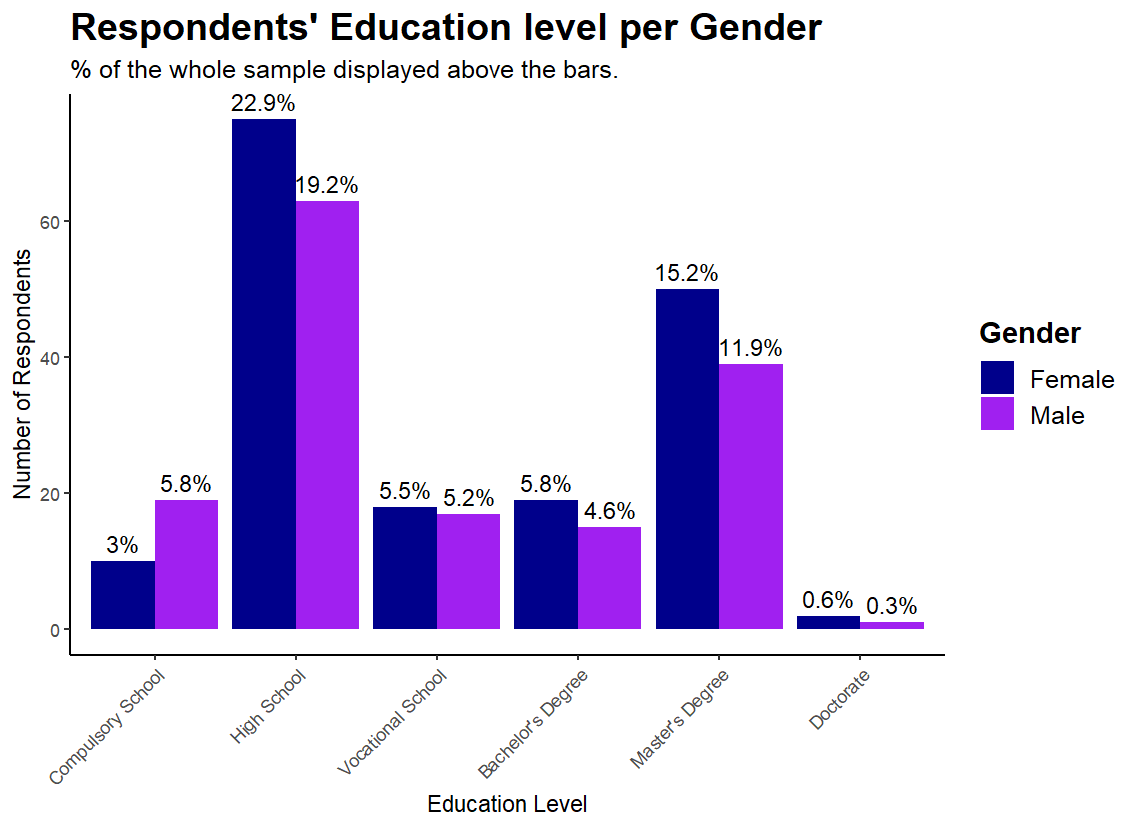 Respondents' Education level per Gender
% of the whole sample displayed above the bars.
22.9%
19.2%
15.2%
11.9%
5.8%
3%
5.5%
5.2%
5.8%
4.6%
0.6%
0.3%
60
40
20
0
Number of Respondents
Compulsory School
High School
Vocational School
Bachelor's Degree
Master's Degree
Doctorate
Education Level
Gender
Female
Male